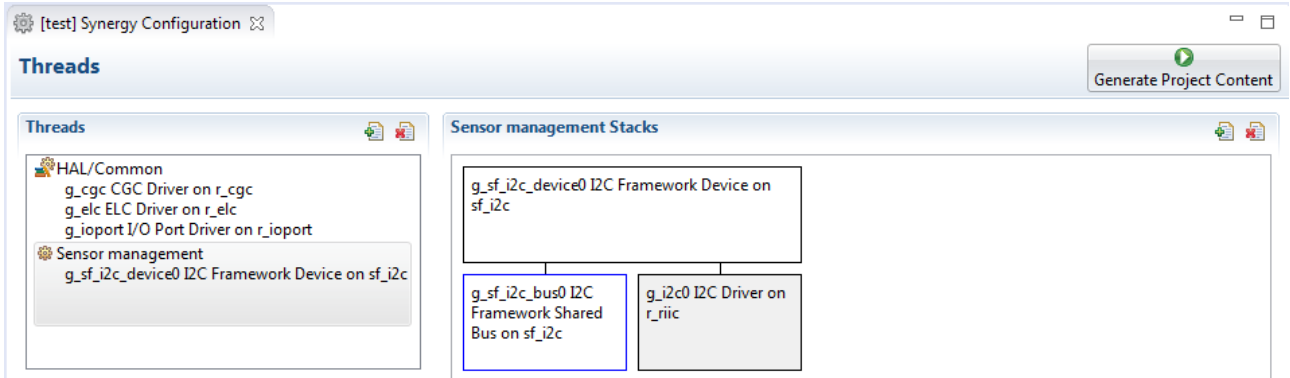 [test] Synergy Configuration
Threads
Generate Project Content
Threads
HAL/Common
g_cgc CGC Driver on r_cgc
g_elc ELC Driver on r_elc
g_ioport I/O Port Driver on r_ioport
Sensor management
g_sf_i2c_device0 I2C Framework Device on sf_i2c
Sensor management Stacks
g_sf_i2c_device0 I2C Framework Device on
sf_i2c
g_sf_i2c_bus0 I2C
Framework Shared
Bus on sf_i2c
g_i2c0 I2C Driver on
r_riic